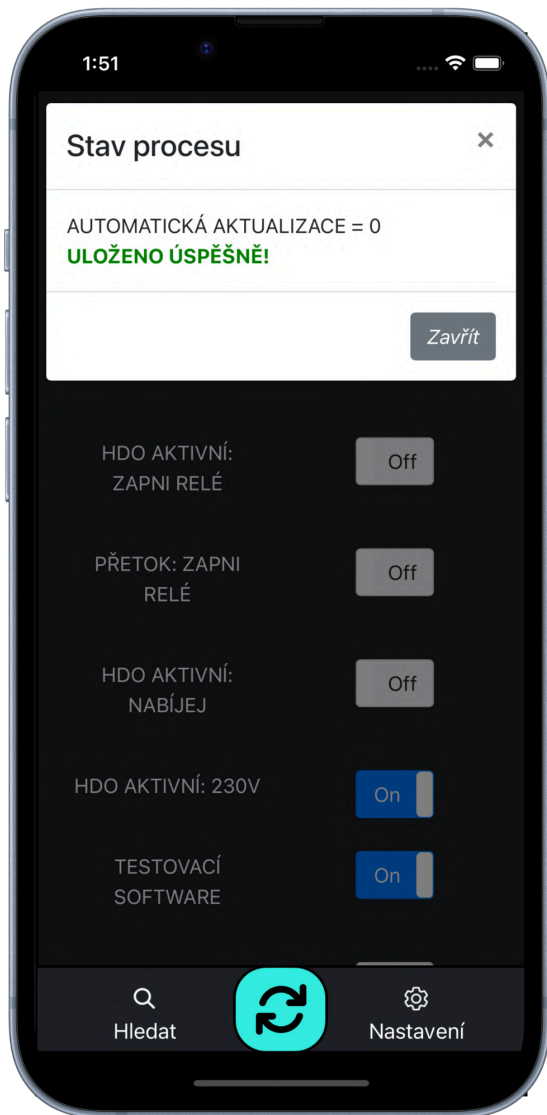 1:51
Stav procesu
×
AUTOMATICKÁ AKTUALIZACE = 0
ULOŽENO ÚSPĚŠNĚ!
Zavřít
HDO AKTIVNÍ:
ZAPNI RELÉ
Off
PŘETOK: ZAPNI
RELÉ
Off
HDO AKTIVNÍ:
NABÍJEJ
Off
HDO AKTIVNÍ: 230V
On
TESTOVACÍ
SOFTWARE
On
Hledat
Nastavení